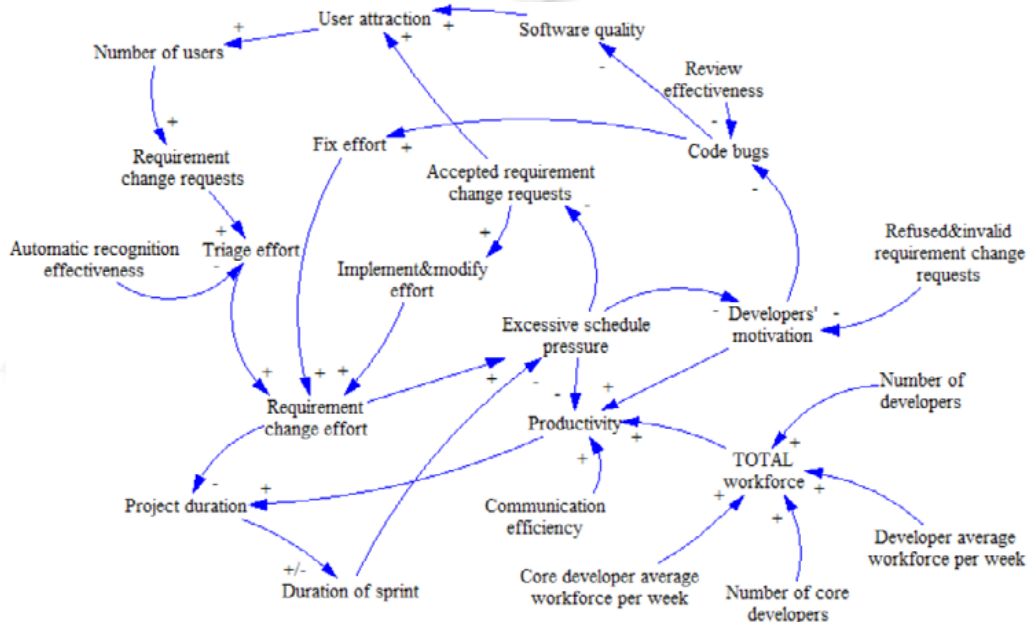 User attraction
+
+
+
Software quality
Number of users
-
Review
effectiveness
+
-
Fix effort
+
Code bugs
Requirement
change requests
Accepted requirement
change requests
-
-
+
+
Refused&invalid
requirement change
requests
Automatic recognition
effectiveness
Triage effort
-
Implement&modify
effort
Excessive schedule
pressure
-
Developers'
motivation
-
+
+
+
+
-
-
+
Number of
developers
Requirement
change effort
Productivity
+
+
TOTAL
workforce
+
-
+
+
+
+
Project duration
Communication
efficiency
Developer average
workforce per week
+/-
Duration of sprint
Core developer average
workforce per week
Number of core
developers